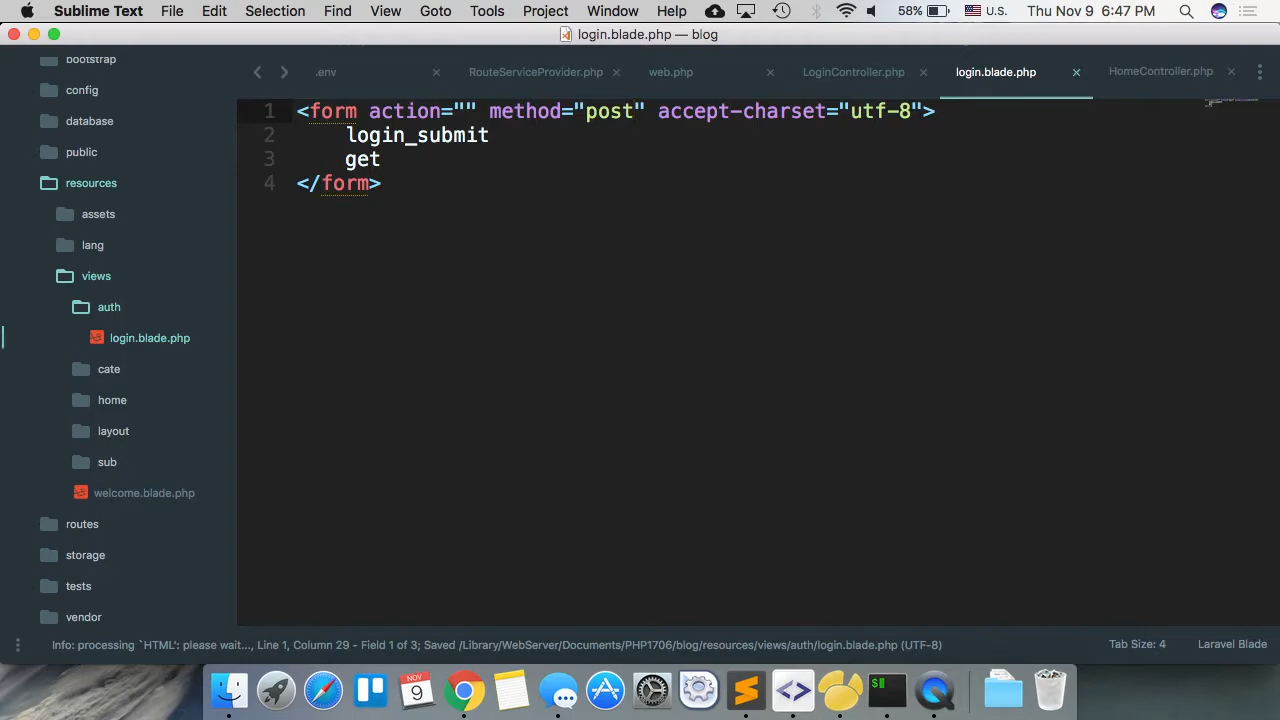 Sublime Text File Edit Selection Find View Goto Tools Project Window Help 58% U.S. Thu Nov 9 6:47 PM
login.blade.php — blog
bootstrap
config
database
public
resources
assets
lang
views
auth
login.blade.php
cate
home
layout
sub
welcome.blade.php
routes
storage
tests
vendor
.env RouteServiceProvider.php web.php LoginController.php login.blade.php HomeController.php
1 <form action="" method="post" accept-charset="utf-8">
2 login_submit
3 get
4 </form>
Info: processing `HTML': please wait..., Line 1, Column 29 - Field 1 of 3; Saved /Library/WebServer/Documents/PHP1706/blog/resources/views/auth/login.blade.php (UTF-8) Tab Size: 4 Laravel Blade
NOV
9
$